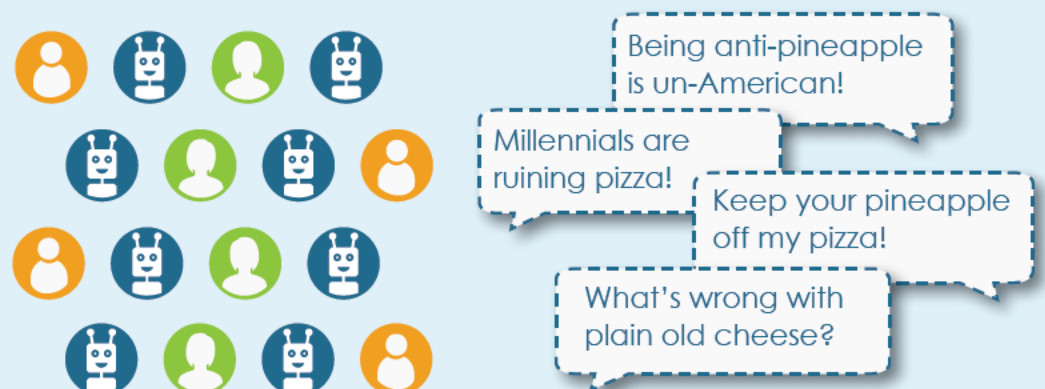 Being anti-pineapple
is un-American!
Millennials are
ruining pizza!
Keep your pineapple
off my pizza!
What's wrong with
plain old cheese?